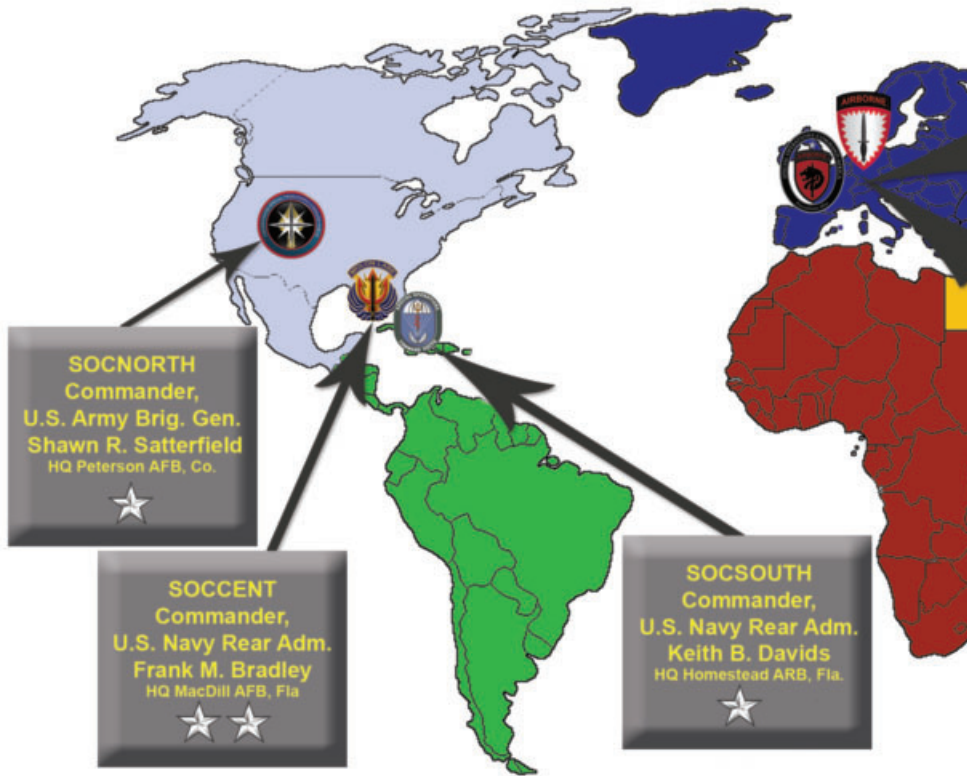 AIRBORNE
SOCNORTH
Commander,
U.S. Army Brig. Gen.
Shawn R. Satterfield
HQ Peterson AFB, Co.
SOCCENT
Commander,
U.S. Navy Rear Adm.
Frank M. Bradley
HQ MacDill AFB, Fla
SOCSOUTH
Commander,
U.S. Navy Rear Adm.
Keith B. Davids
HQ Homestead ARB, Fla.